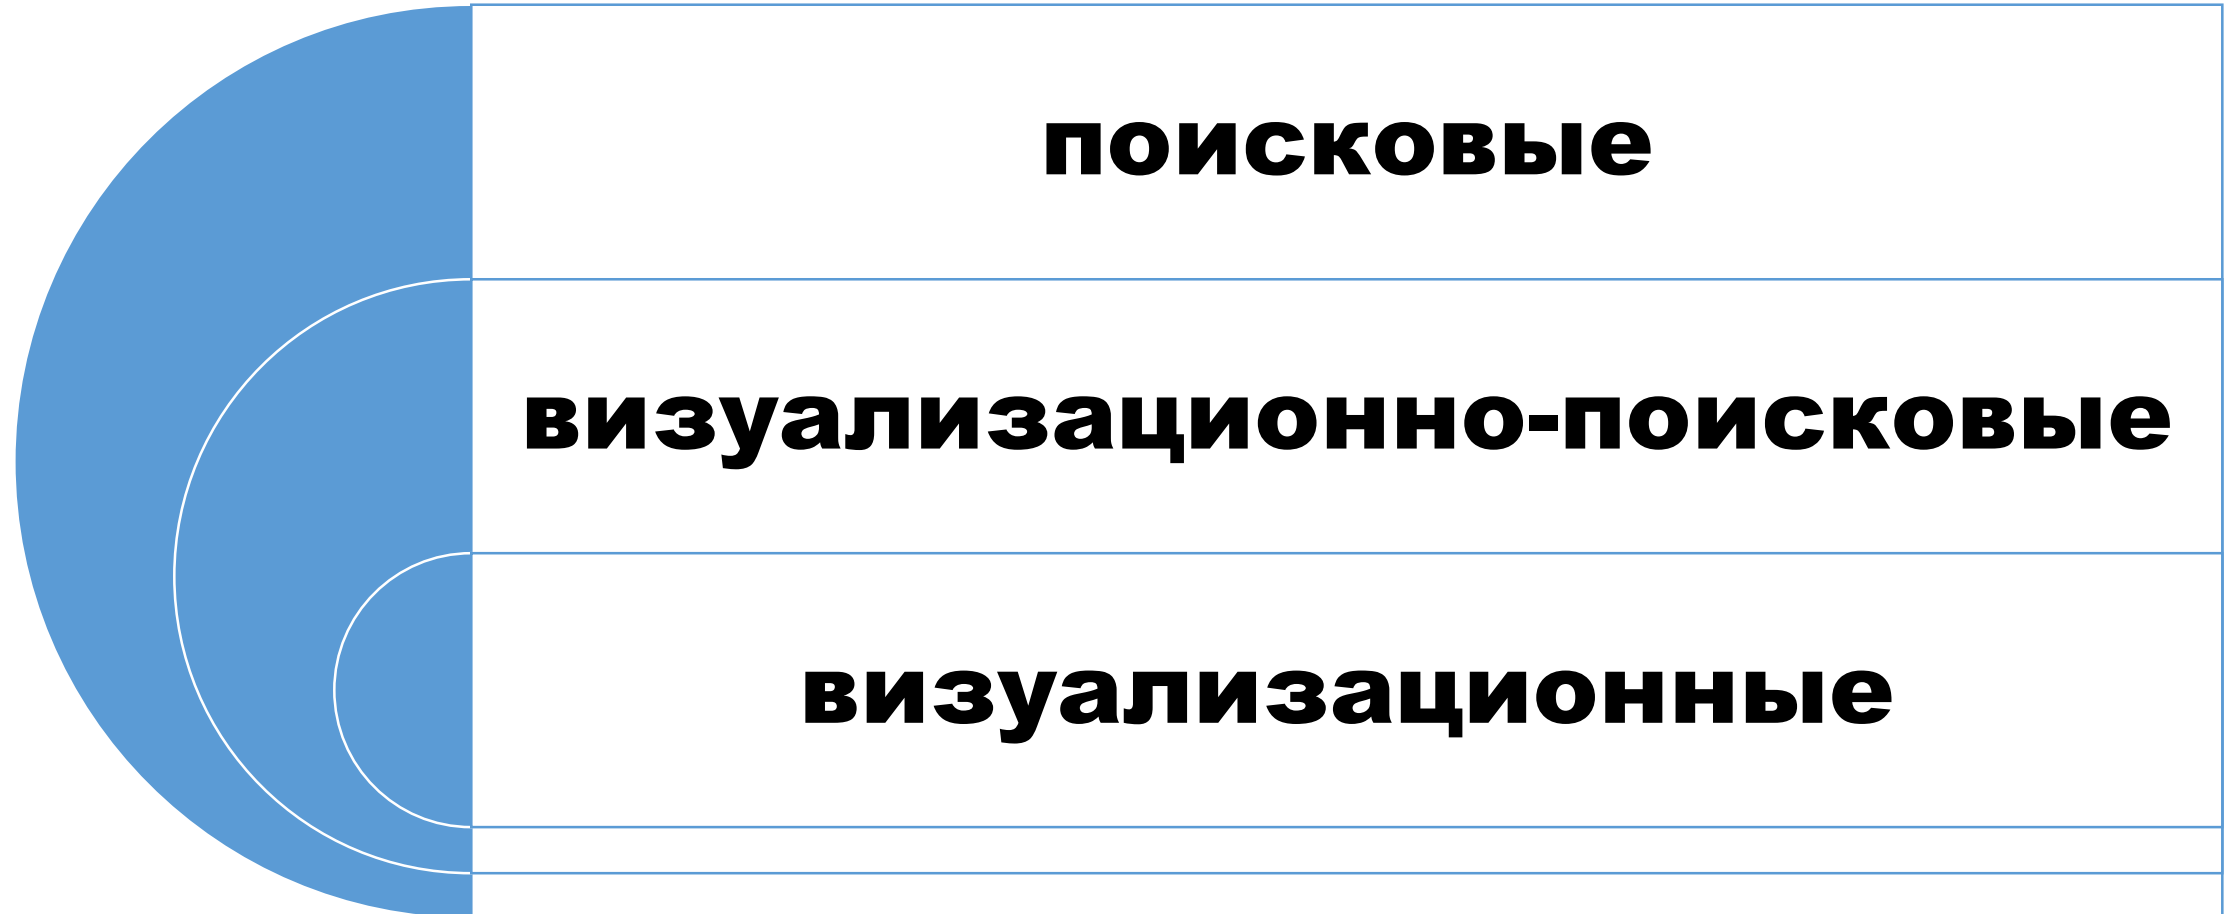 поисковые
визуализационно-поисковые
визуализационные